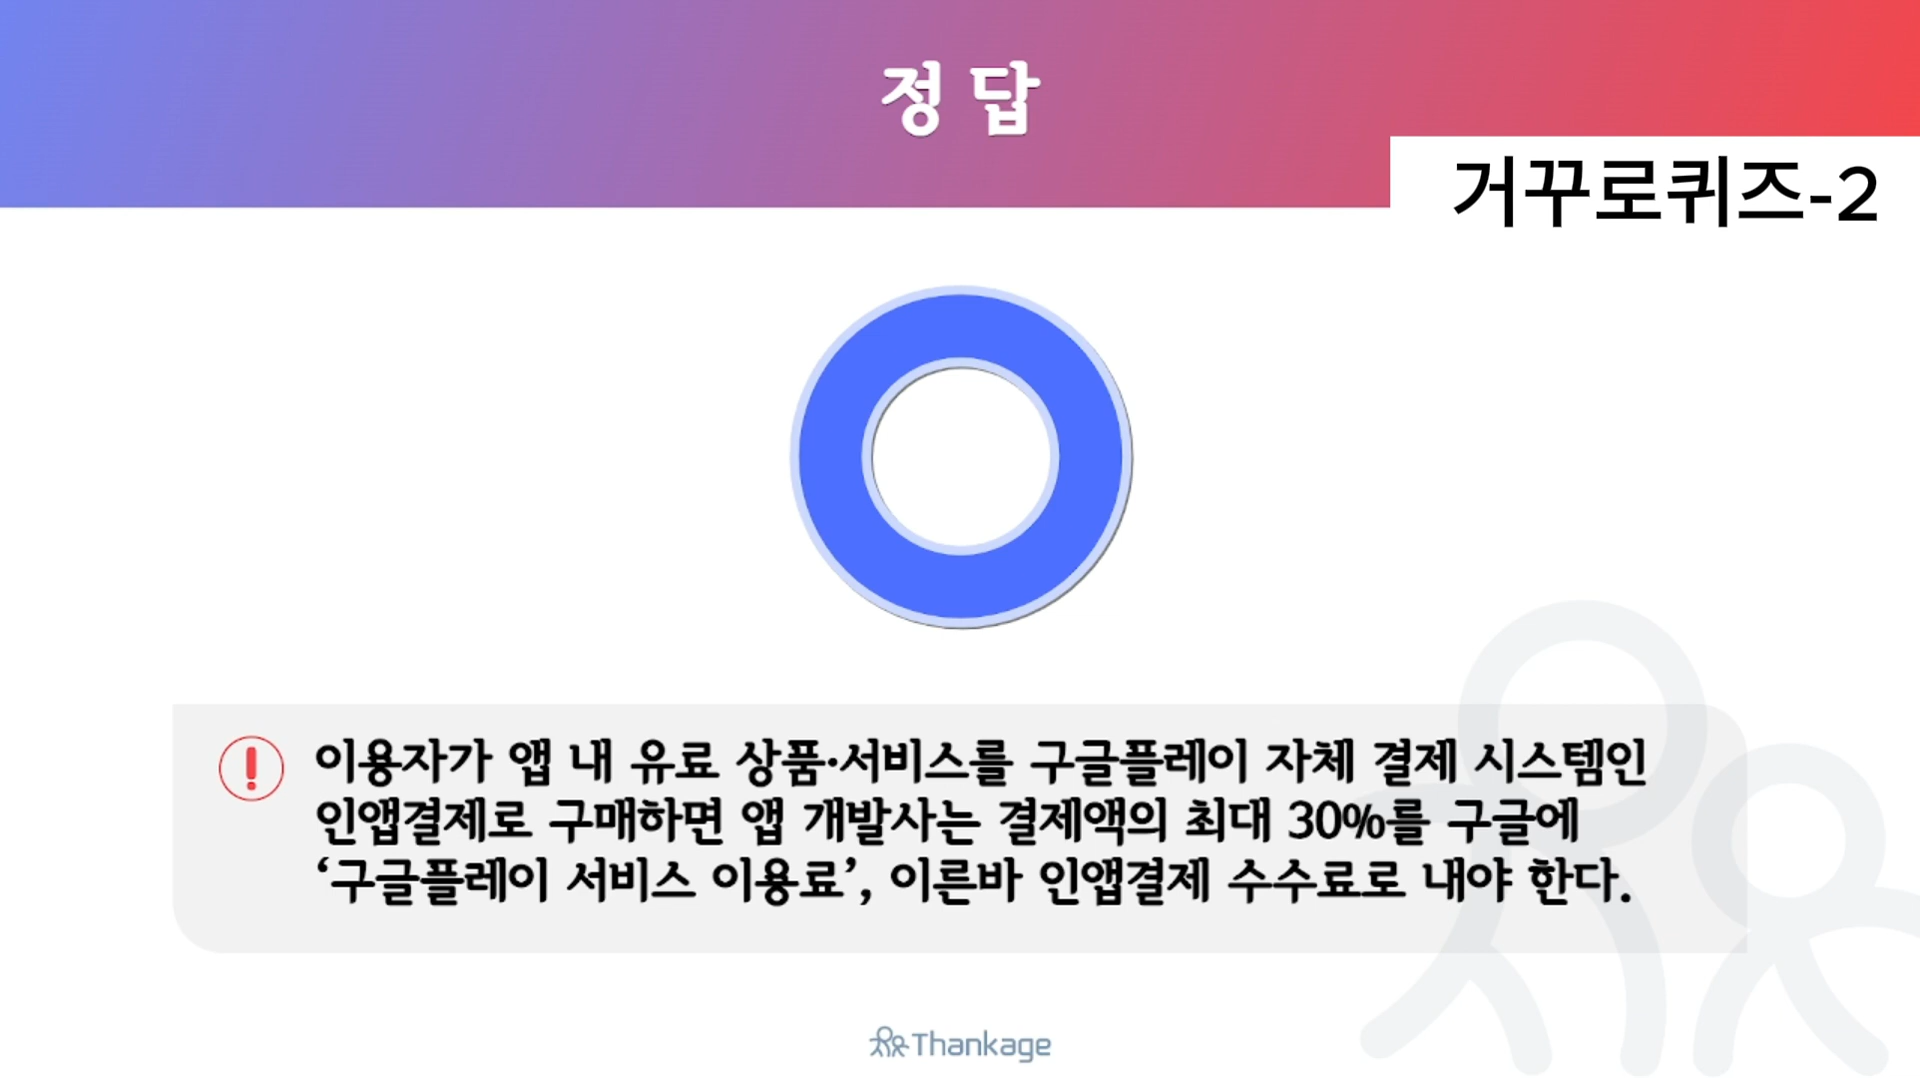 정 답
거꾸로퀴즈-2
이용자가 앱 내 유료 상품·서비스를 구글플레이 자체 결제 시스템인
인앱결제로 구매하면 앱 개발사는 결제액의 최대 30%를 구글에
‘구글플레이 서비스 이용료’, 이른바 인앱결제 수수료로 내야 한다.
Thankage